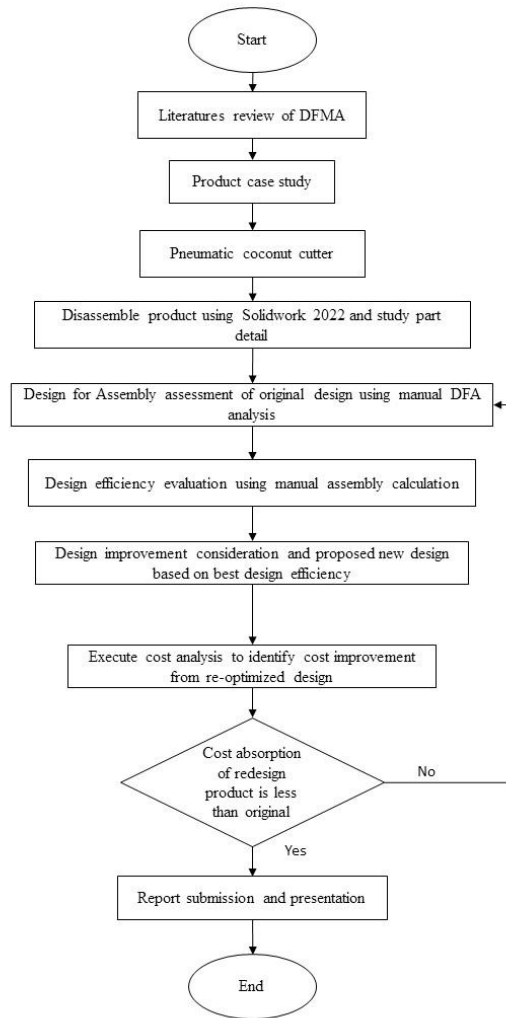 Start
Literatures review of DFMA
Product case study
Pneumatic coconut cutter
Disassemble product using Solidwork 2022 and study part
detail
Design for Assembly assessment of original design using manual DFA
analysis
Design efficiency evaluation using manual assembly calculation
Design improvement consideration and proposed new design
based on best design efficiency
Execute cost analysis to identify cost improvement
from re-optimized design
Cost absorption
of redesign
product is less
than original
No
Yes
Report submission and presentation
End